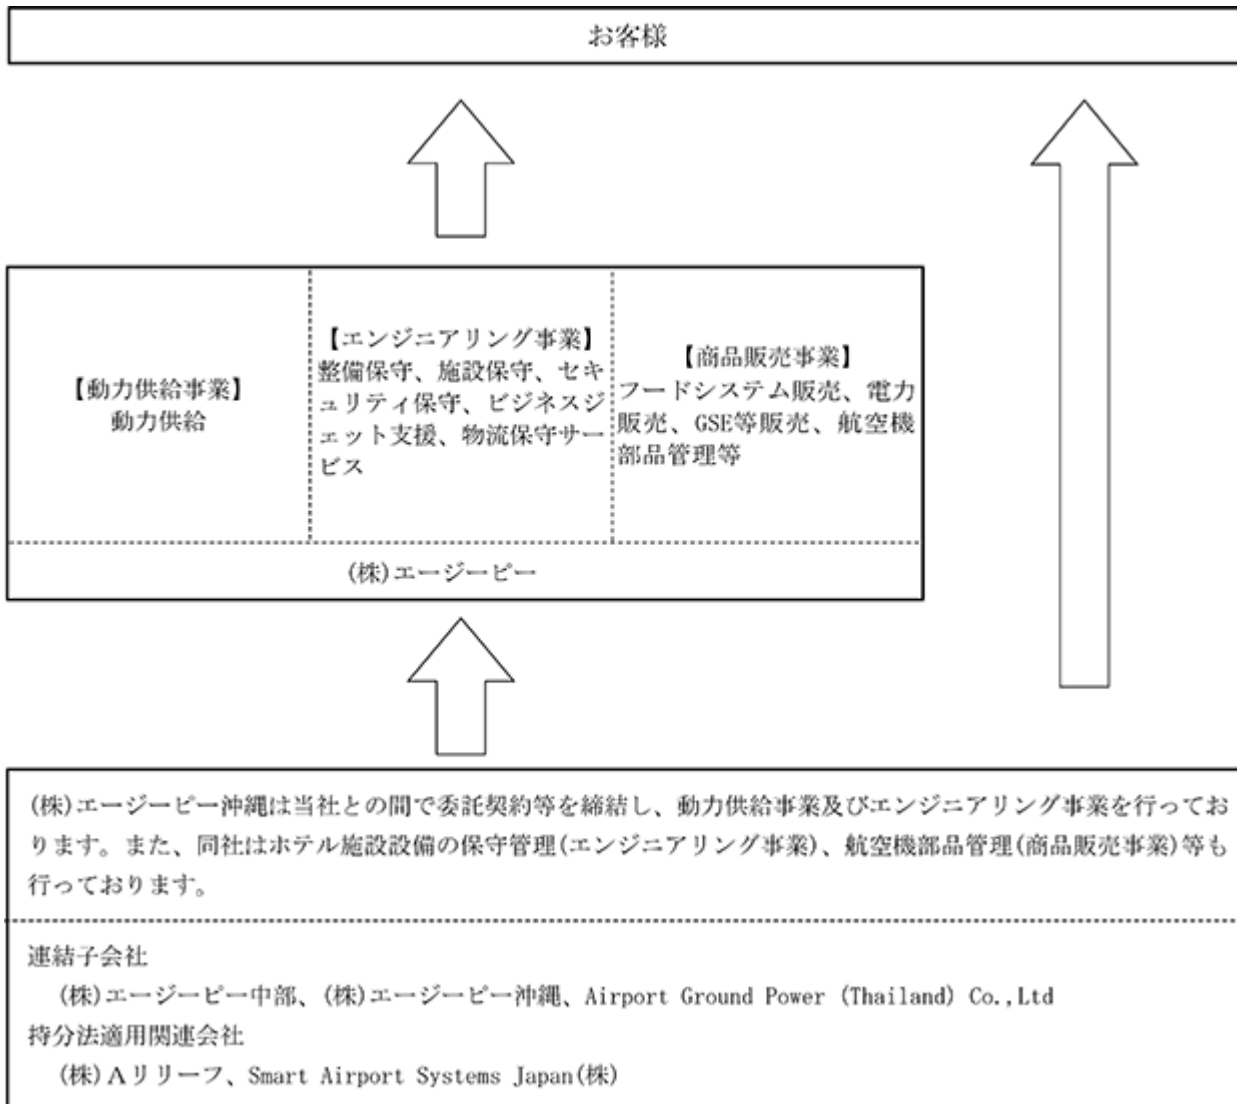 お客様
【動力供給事業】
動力供給
【エンジニアリング事業】
整備保守、施設保守、セキ
ュリティ保守、ビジネスジ
ェット支援、物流保守サー
ビス
【商品販売事業】
フードシステム販売、電力
販売、GSE等販売、航空機
部品管理等
(株)エージーピー
(株)エージーピー沖縄は当社との間で委託契約等を締結し、動力供給事業及びエンジニアリング事業を行ってお
ります。また、同社はホテル施設設備の保守管理(エンジニアリング事業)、航空機部品管理(商品販売事業)等も
行っております。
連結子会社
(株)エージーピー中部、(株)エージーピー沖縄、Airport Ground Power (Thailand) Co.,Ltd
持分法適用関連会社
(株)Aリリーフ、Smart Airport Systems Japan(株)